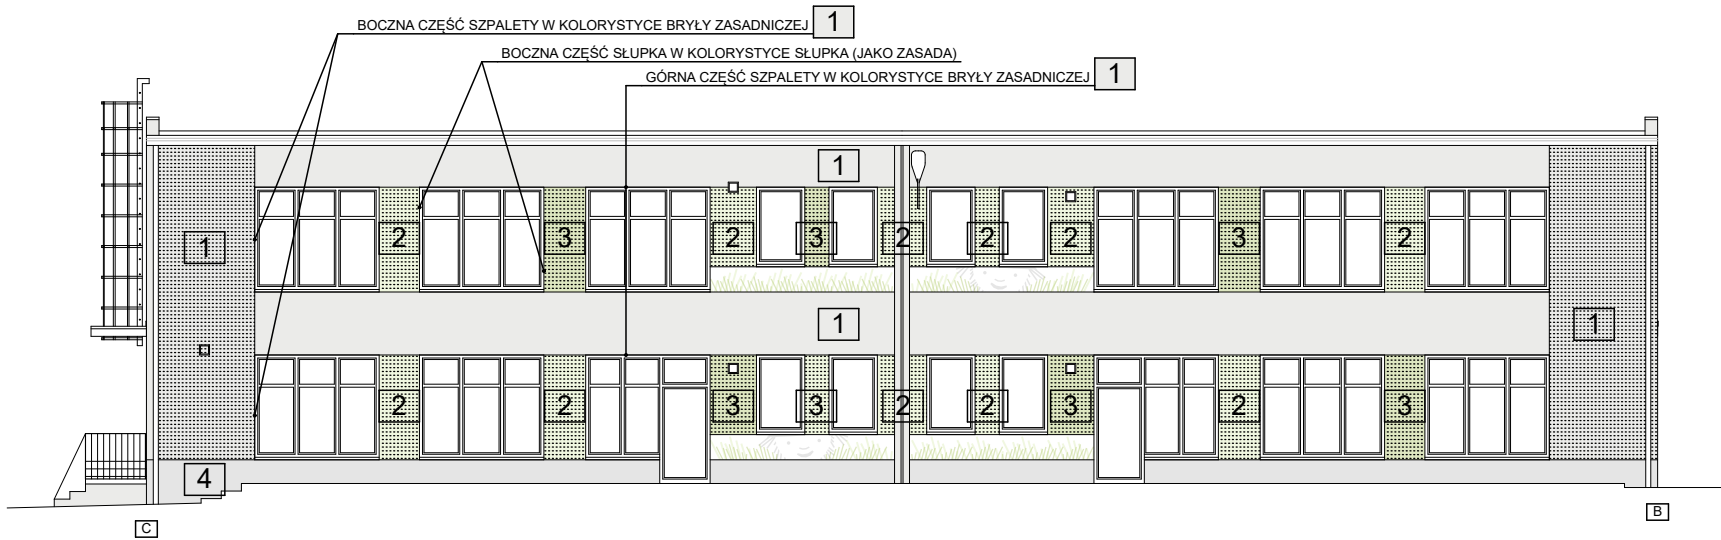 BOCZNA CZĘŚĆ SZPALETY W KOLORYSTYCE BRYŁY ZASADNICZEJ 1
BOCZNA CZĘŚĆ SŁUPKA W KOLORYSTYCE SŁUPKA (JAKO ZASADA)
GÓRNA CZĘŚĆ SZPALETY W KOLORYSTYCE BRYŁY ZASADNICZEJ 1
1
1 2 3 2 3 2 2 2 3 2
1 1
2 2 3 3 2 2 3 2 3
4
C B